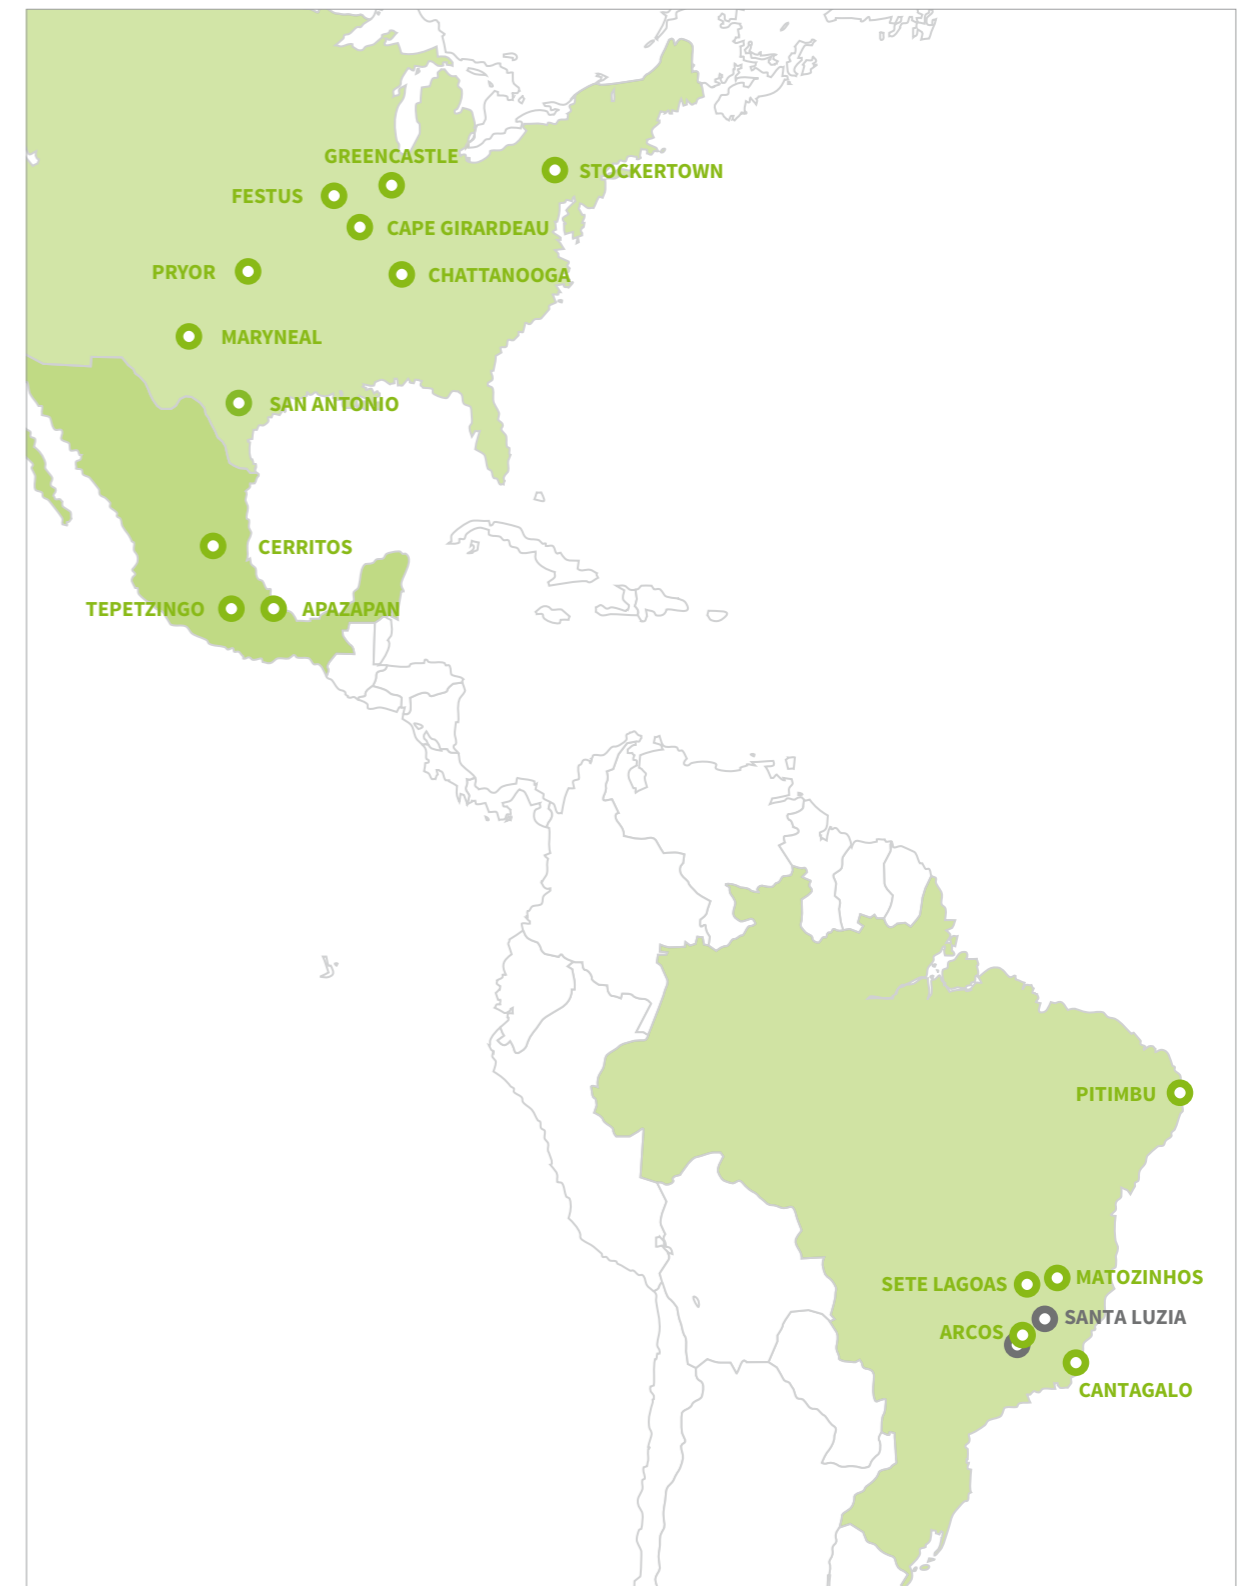 GREENCASTLE
STOCKERTOWN
FESTUS
CAPE GIRARDEAU
PRYOR
CHATTANOOGA
MARYNEAL
SAN ANTONIO
CERRITOS
TEPETZINGO
APAZAPAN
PITIMBU
SETE LAGOAS
MATOZINHOS
SANTA LUZIA
ARCOS
CANTAGALO